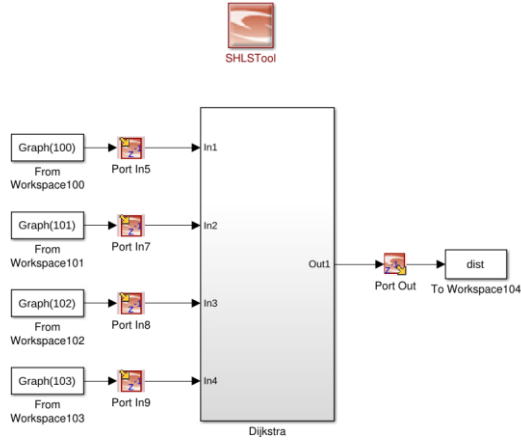 SHLSTool
Graph(100)
From
Workspace100
Port In5
In1
Graph(101)
From
Workspace101
Port In7
In2
Graph(102)
From
Workspace102
Port In8
In3
Graph(103)
From
Workspace103
Port In9
In4
Out1
Port Out
dist
To Workspace104
Dijkstra